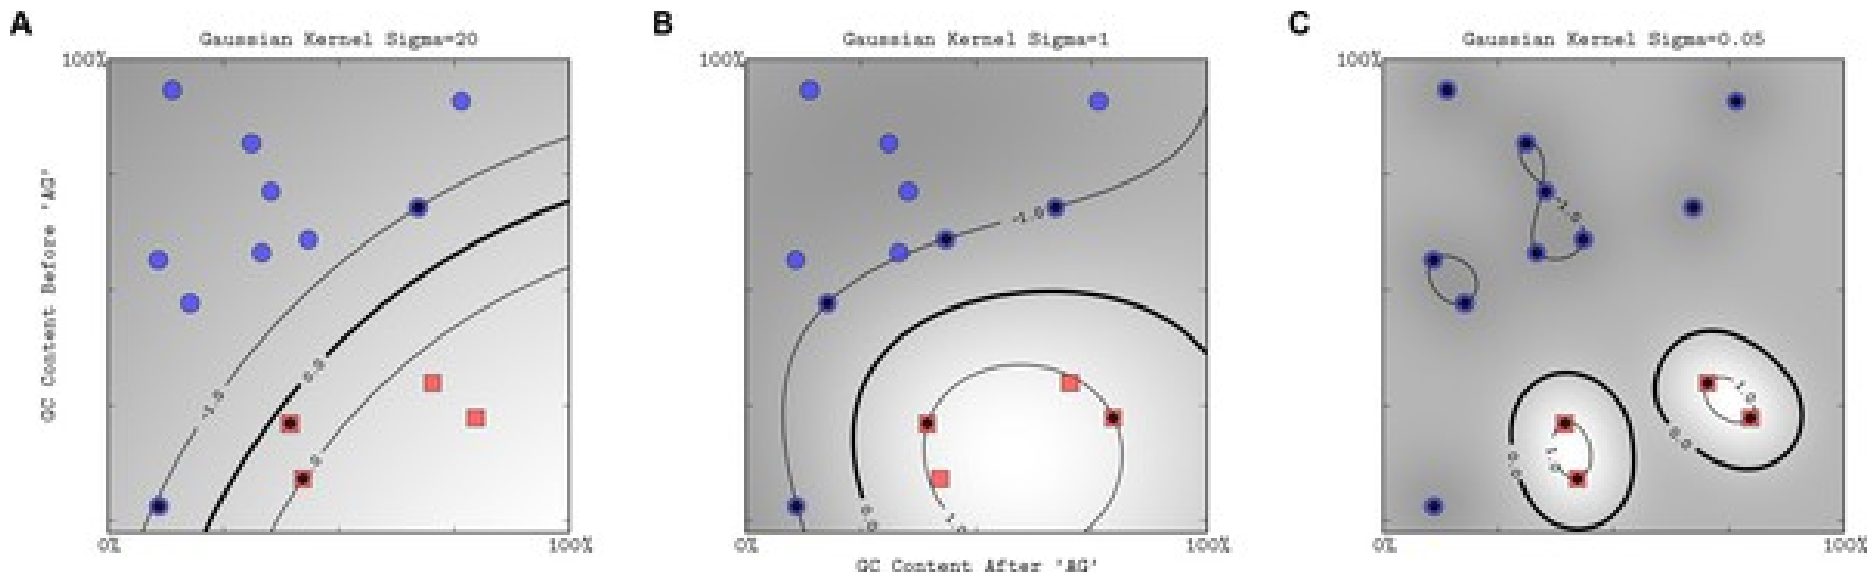 A
Gaussian Kernel Sigma=20
100%
GC Content Before 'AG'
-1.0
0.0
0
0%
100%
B
Gaussian Kernel Sigma=1
100%
-1.0
0.0
1.0
0%
100%
GC Content After 'AG'
C
Gaussian Kernel Sigma=0.05
100%
-1.0
1.0
0.0
0.0
1.0
0%
100%